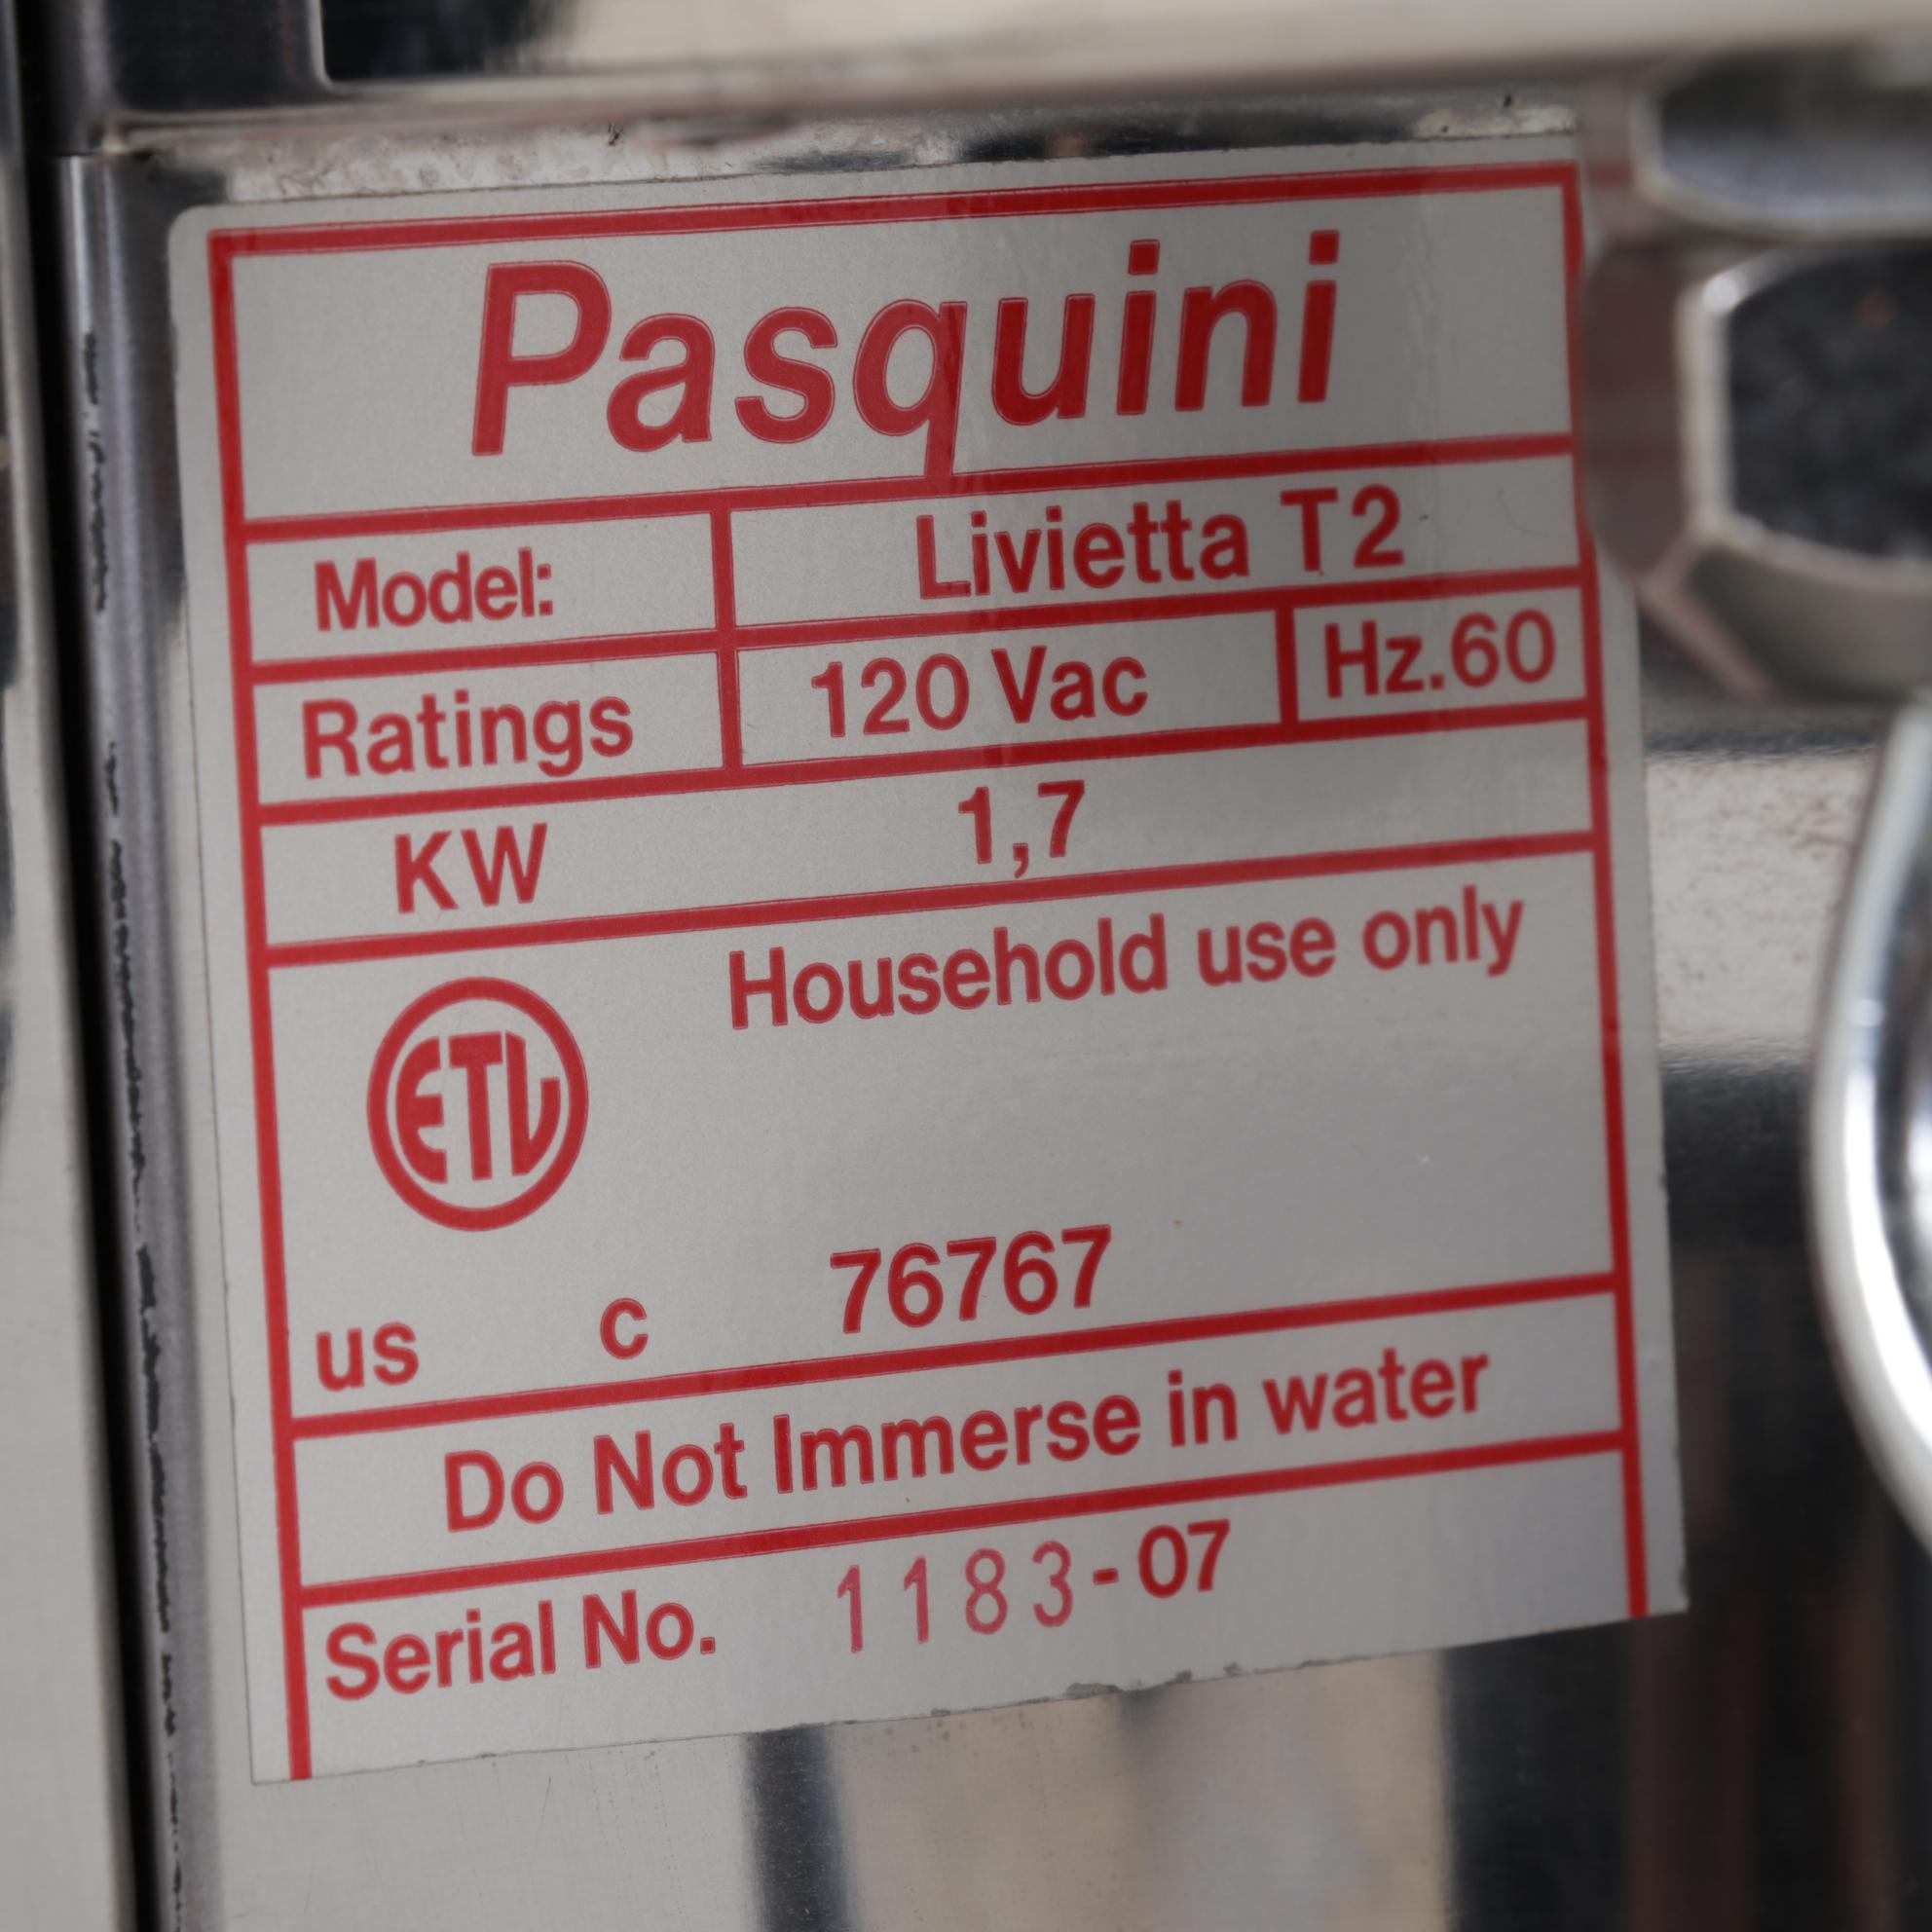 Pasquini
Model: Livietta T2
Ratings 120 Vac Hz.60
KW 1,7
Household use only
ETL
us c 76767
Do Not Immerse in water
Serial No. 1183-07